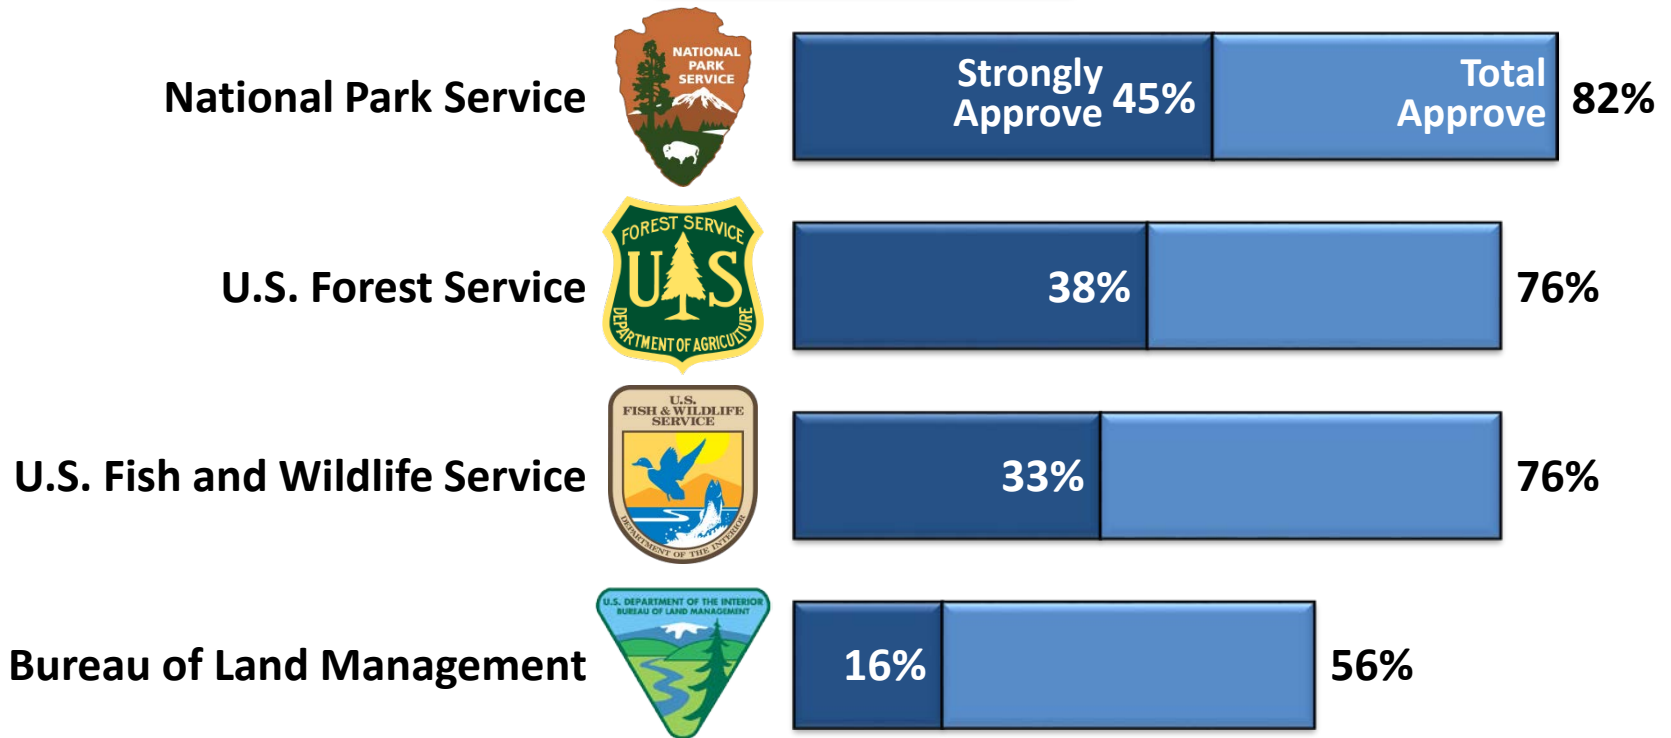 National Park Service
NATIONAL
PARK
SERVICE
Strongly
Approve 45%
Total
Approve
82%
U.S. Forest Service
FOREST SERVICE
U S
DEPARTMENT OF AGRICULTURE
38%
76%
U.S. Fish and Wildlife Service
U.S.
FISH & WILDLIFE
SERVICE
DEPARTMENT OF THE INTERIOR
33%
76%
Bureau of Land Management
U.S. DEPARTMENT OF THE INTERIOR
BUREAU OF LAND MANAGEMENT
16%
56%